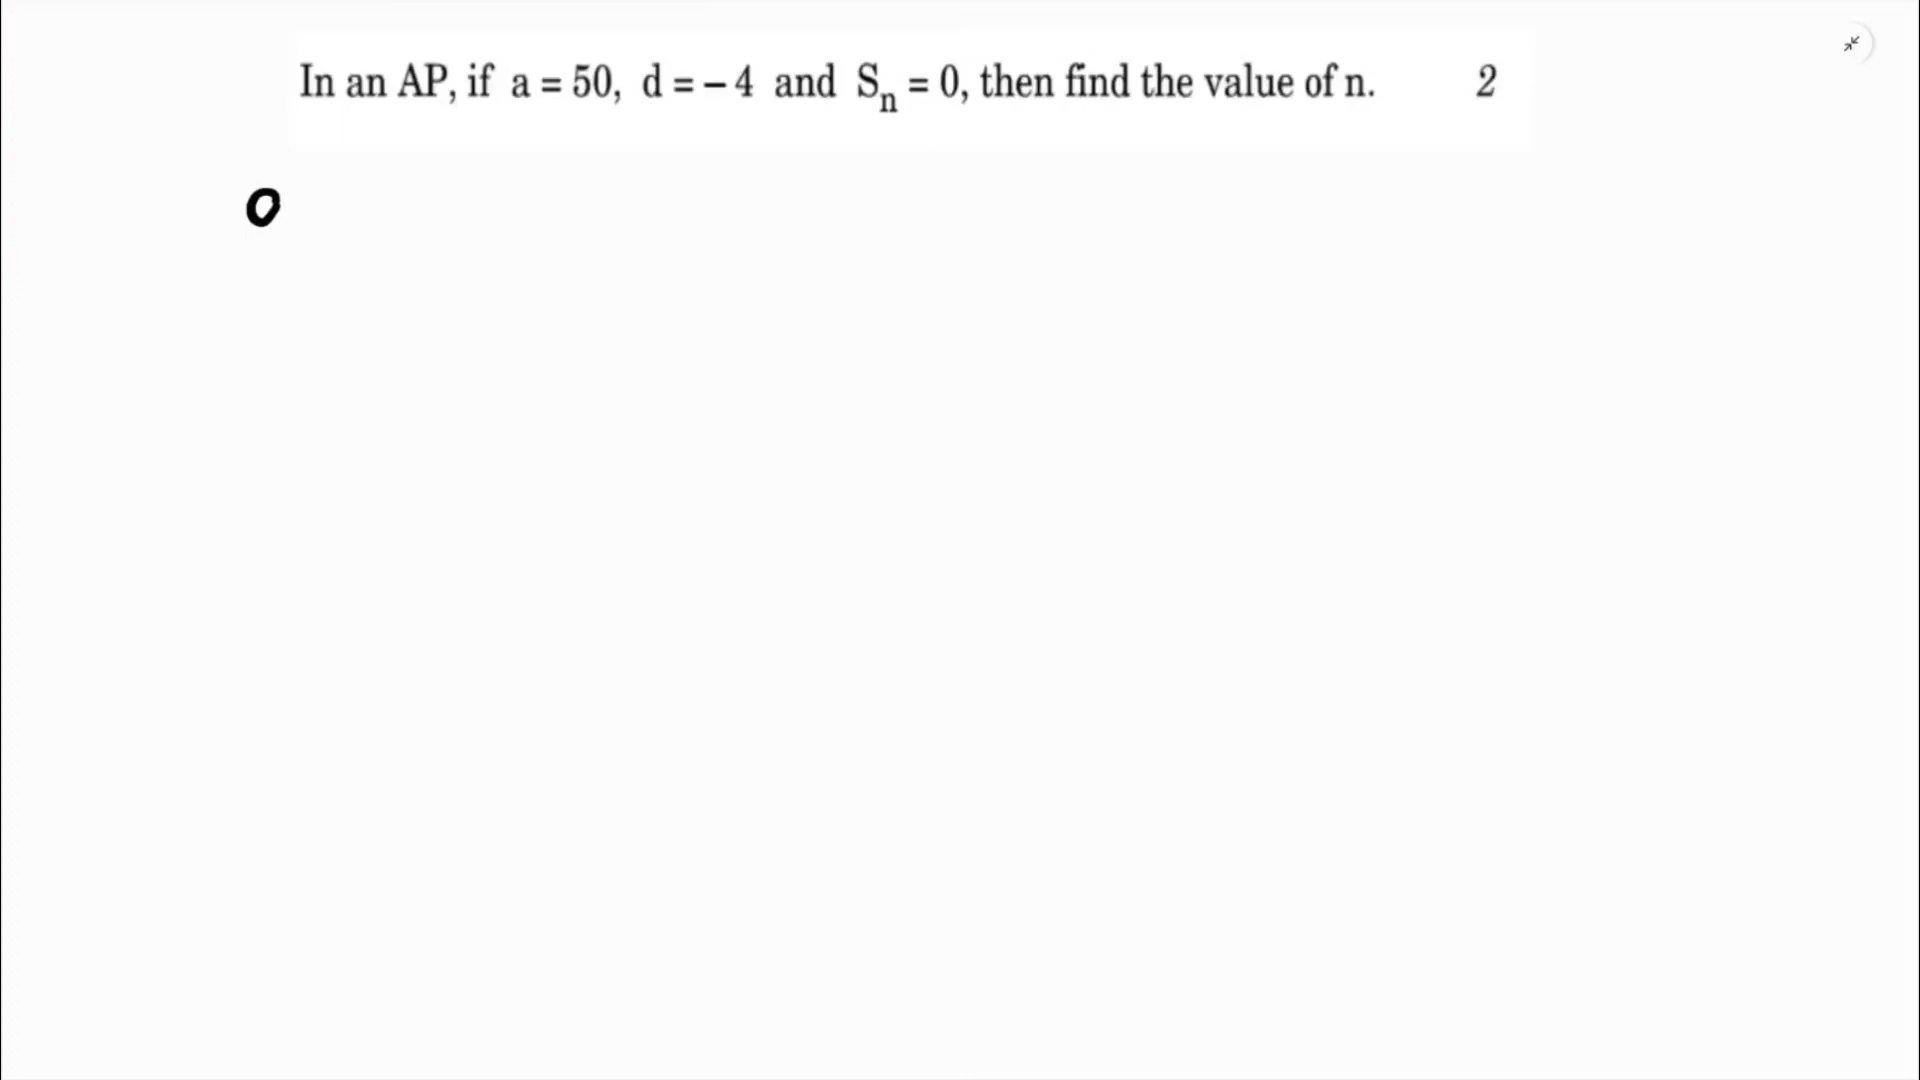 In an AP, if a = 50, d = – 4 and Sₙ = 0, then find the value of n. 2
0